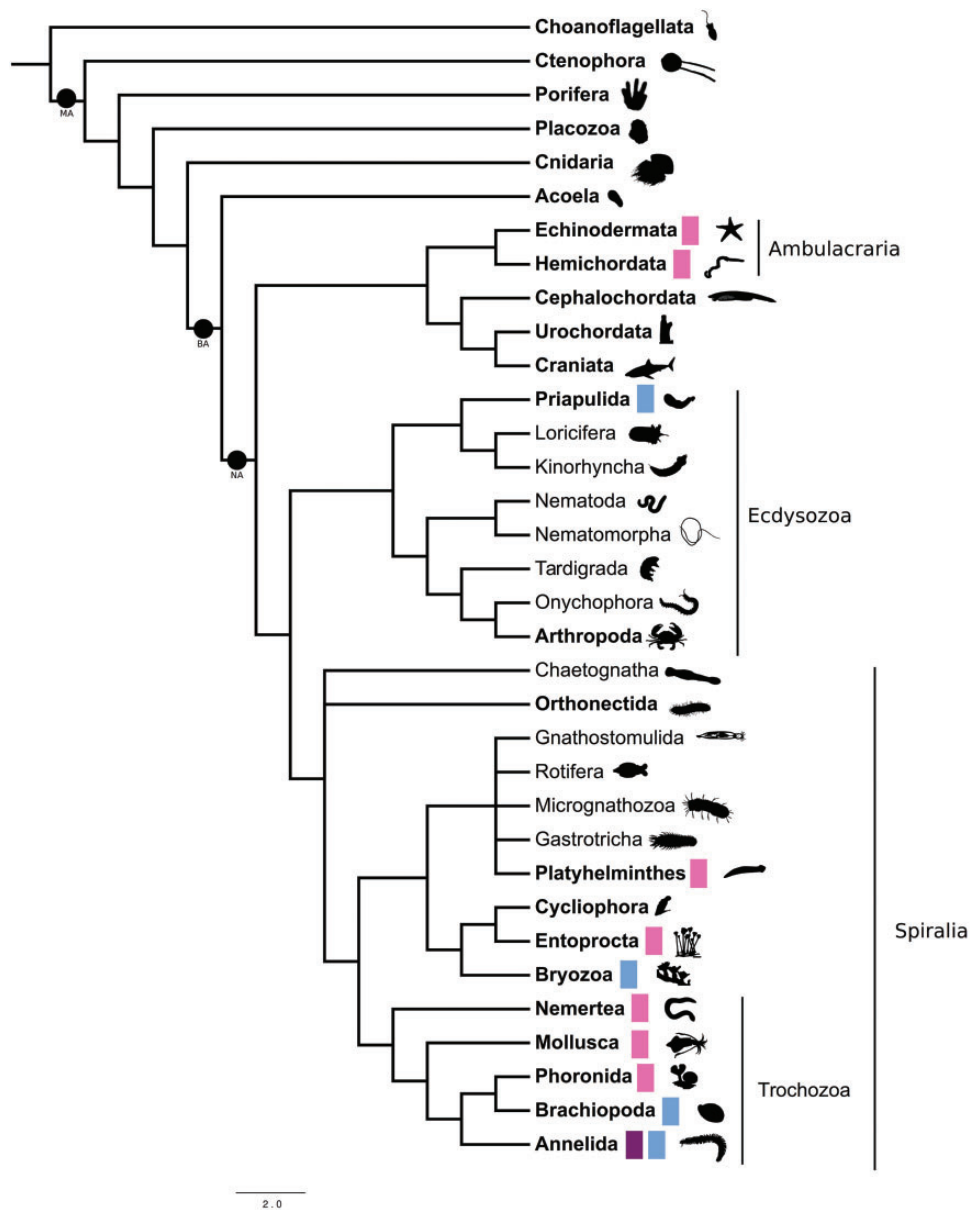 Choanoflagellata
Ctenophora
MA
Porifera
Placozoa
Cnidaria
Acoela
Echinodermata
Ambulacraria
Hemichordata
Cephalochordata
Urochordata
BA
Craniata
Priapulida
Loricifera
Kinorhyncha
NA
Nematoda
Ecdysozoa
Nematomorpha
Tardigrada
Onychophora
Arthropoda
Chaetognatha
Orthonectida
Gnathostomulida
Rotifera
Micrognathozoa
Gastrotricha
Platyhelminthes
Cycliophora
Spiralia
Entoprocta
Bryozoa
Nemertea
Mollusca
Phoronida
Trochozoa
Brachiopoda
Annelida
2.0